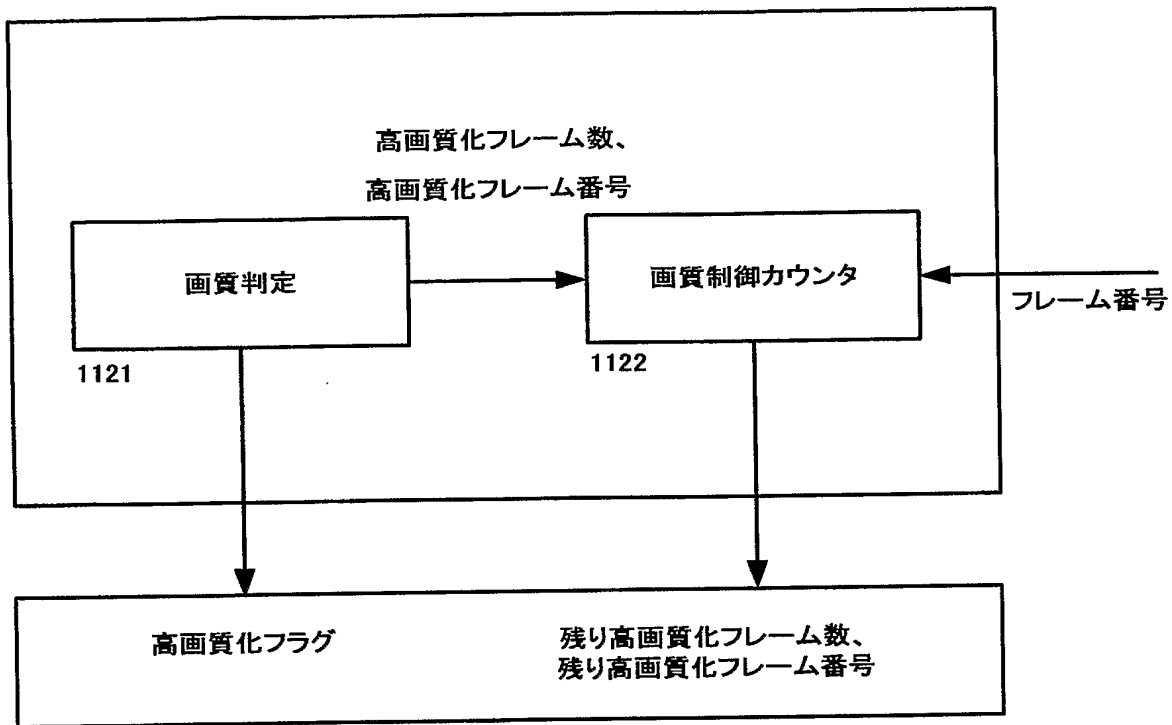 高画質化フレーム数、
高画質化フレーム番号
画質判定
画質制御カウンタ
フレーム番号
1121
1122
高画質化フラグ
残り高画質化フレーム数、
残り高画質化フレーム番号